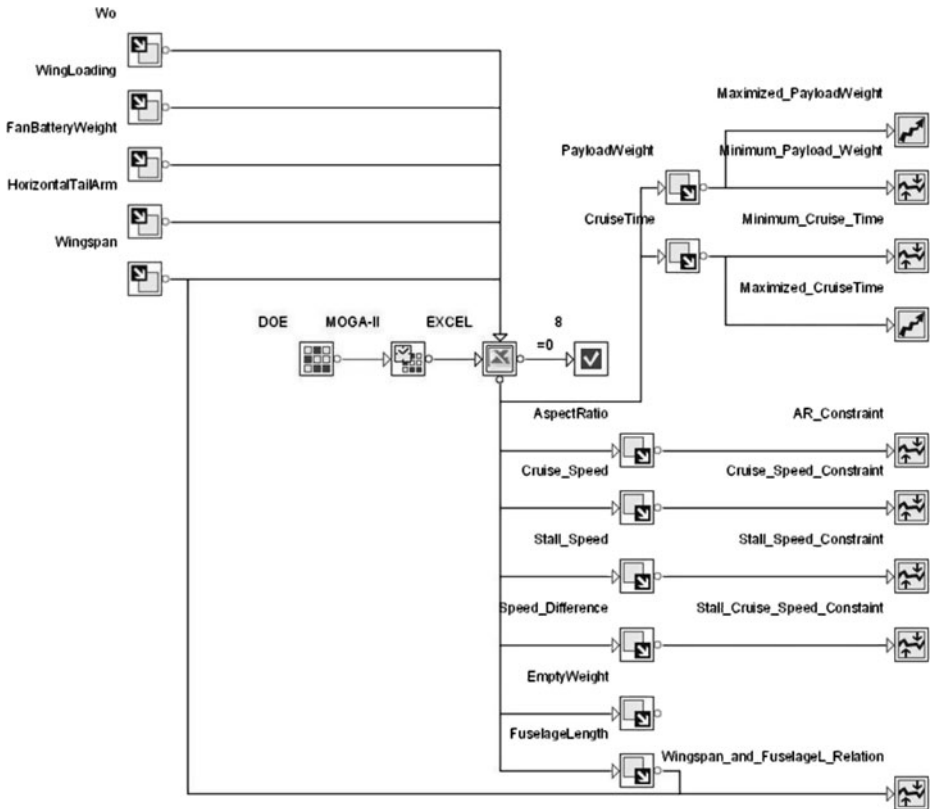 Wo
WingLoading
FanBatteryWeight
HorizontalTailArm
Wingspan
DOE
MOGA-II
EXCEL
8
=0
Maximized_PayloadWeight
PayloadWeight
Minimum_Payload_Weight
CruiseTime
Minimum_Cruise_Time
Maximized_CruiseTime
AspectRatio
AR_Constraint
Cruise_Speed
Cruise_Speed_Constraint
Stall_Speed
Stall_Speed_Constraint
Speed_Difference
Stall_Cruise_Speed_Constaint
EmptyWeight
FuselageLength
Wingspan_and_FuselageL_Relation